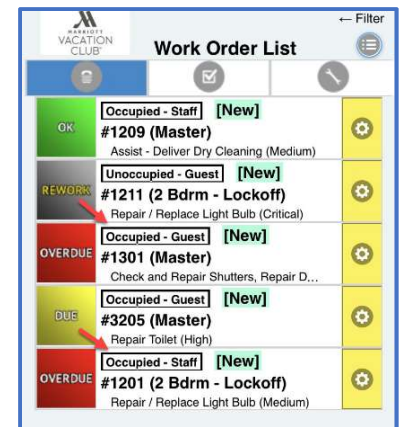 ← Filter
MARRIOTT
VACATION
CLUB
Work Order List
OK
Occupied - Staff [New]
#1209 (Master)
Assist - Deliver Dry Cleaning (Medium)
REWORK
Unoccupied - Guest [New]
#1211 (2 Bdrm - Lockoff)
Repair / Replace Light Bulb (Critical)
OVERDUE
Occupied - Guest [New]
#1301 (Master)
Check and Repair Shutters, Repair D...
DUE
Occupied - Guest [New]
#3205 (Master)
Repair Toilet (High)
OVERDUE
Occupied - Staff [New]
#1201 (2 Bdrm - Lockoff)
Repair / Replace Light Bulb (Medium)